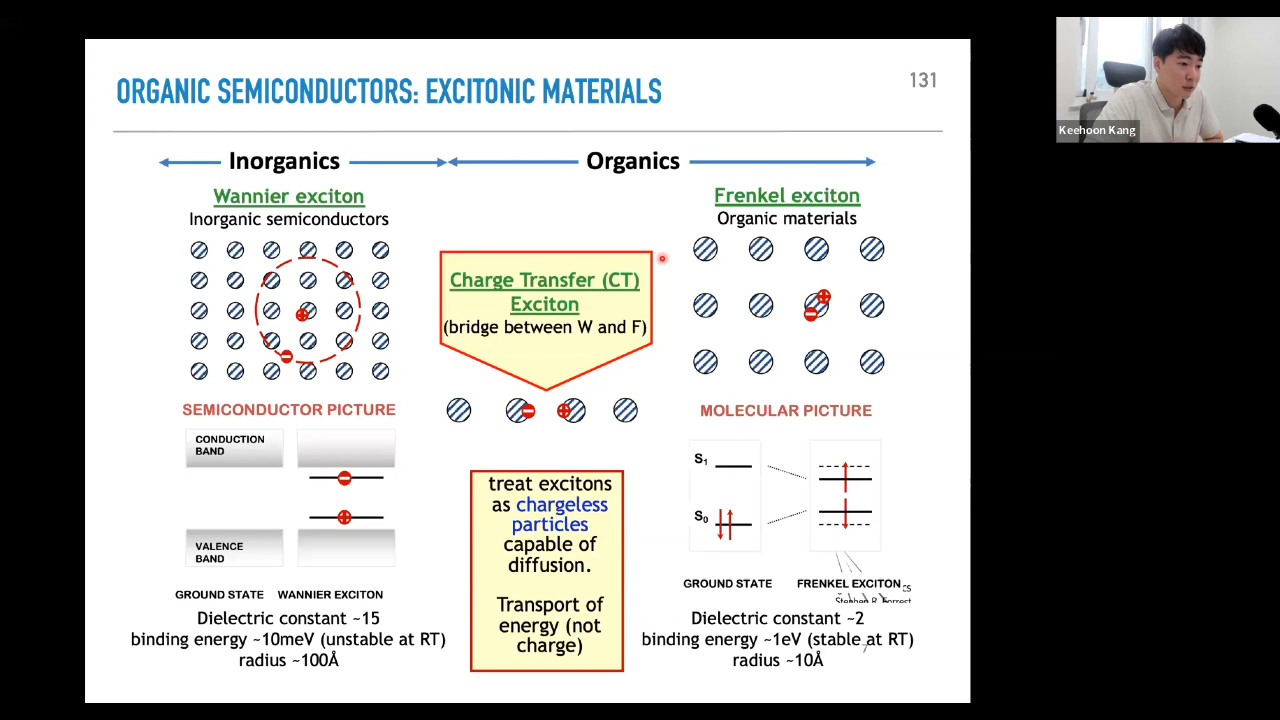 ORGANIC SEMICONDUCTORS: EXCITONIC MATERIALS
131
Keehoon Kang
Inorganics
Organics
Wannier exciton
Inorganic semiconductors
Frenkel exciton
Organic materials
Charge Transfer (CT)
Exciton
(bridge between W and F)
SEMICONDUCTOR PICTURE
CONDUCTION
BAND
VALENCE
BAND
GROUND STATE
WANNIER EXCITON
Dielectric constant ~15
binding energy ~10meV (unstable at RT)
radius ~100Å
treat excitons
as chargeless
particles
capable of
diffusion.
Transport of
energy (not
charge)
MOLECULAR PICTURE
S₁
S₀
GROUND STATE
FRENKEL EXCITON
cs
Stephen R. Forrest
Dielectric constant ~2
binding energy ~1eV (stable at RT)
radius ~10Å